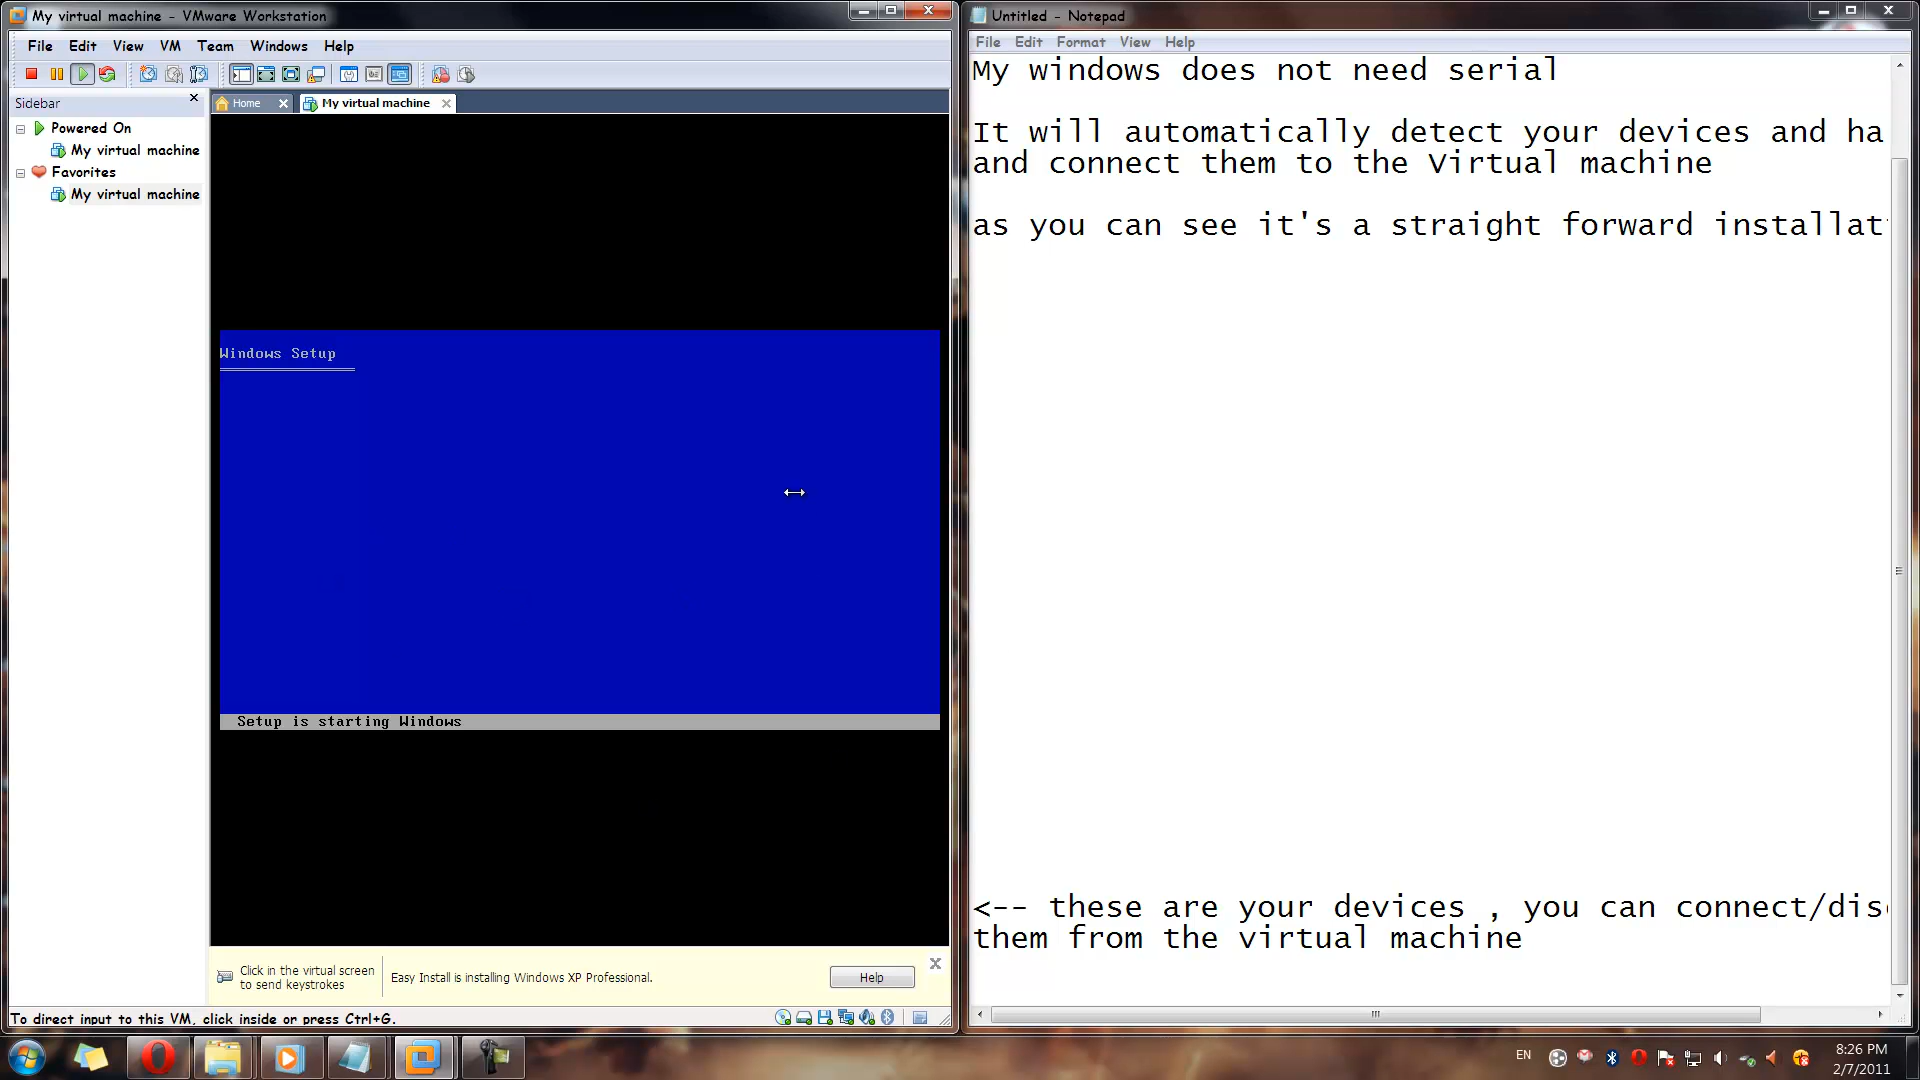 My virtual machine - VMware Workstation
File Edit View VM Team Windows Help
Sidebar
Powered On
My virtual machine
Favorites
My virtual machine
Home
My virtual machine
Windows Setup
Setup is starting Windows
Click in the virtual screen
to send keystrokes
Easy Install is installing Windows XP Professional.
Help
To direct input to this VM, click inside or press Ctrl+G.
Untitled - Notepad
File Edit Format View Help
My windows does not need serial
It will automatically detect your devices and ha
and connect them to the Virtual machine
as you can see it's a straight forward installat
<-- these are your devices , you can connect/dis
them from the virtual machine
EN
8:26 PM
2/7/2011